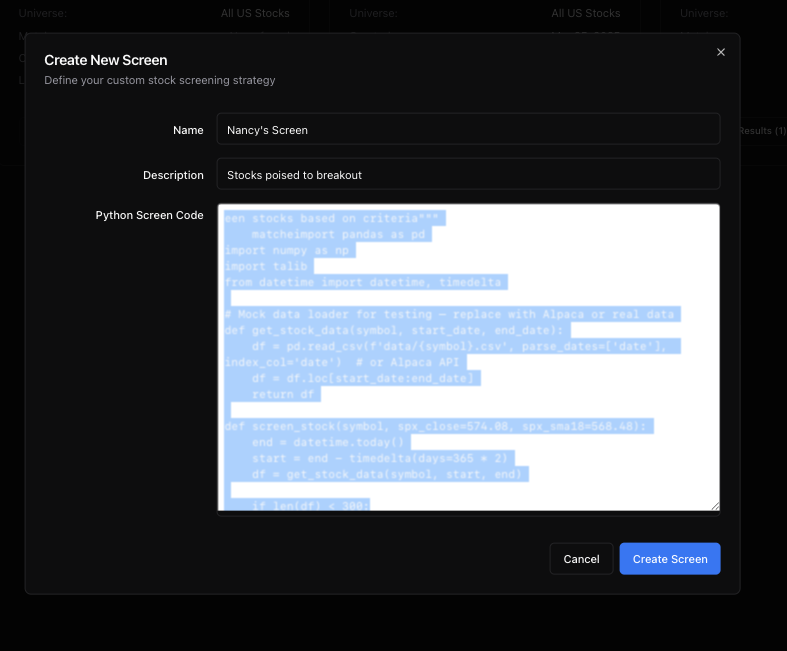 Universe: All US Stocks Universe: All US Stocks Universe:
Create New Screen
Define your custom stock screening strategy
Name Nancy's Screen
Results (1)
Description Stocks poised to breakout
Python Screen Code
een stocks based on criteria"""
matcheimport pandas as pd
import numpy as np
import talib
from datetime import datetime, timedelta
# Mock data loader for testing — replace with Alpaca or real data
def get_stock_data(symbol, start_date, end_date):
df = pd.read_csv(f'data/{symbol}.csv', parse_dates=['date'],
index_col='date')  # or Alpaca API
df = df.loc[start_date:end_date]
return df
def screen_stock(symbol, spx_close=574.08, spx_sma18=568.48):
end = datetime.today()
start = end - timedelta(days=365 * 2)
df = get_stock_data(symbol, start, end)
if len(df) < 300:
Cancel Create Screen